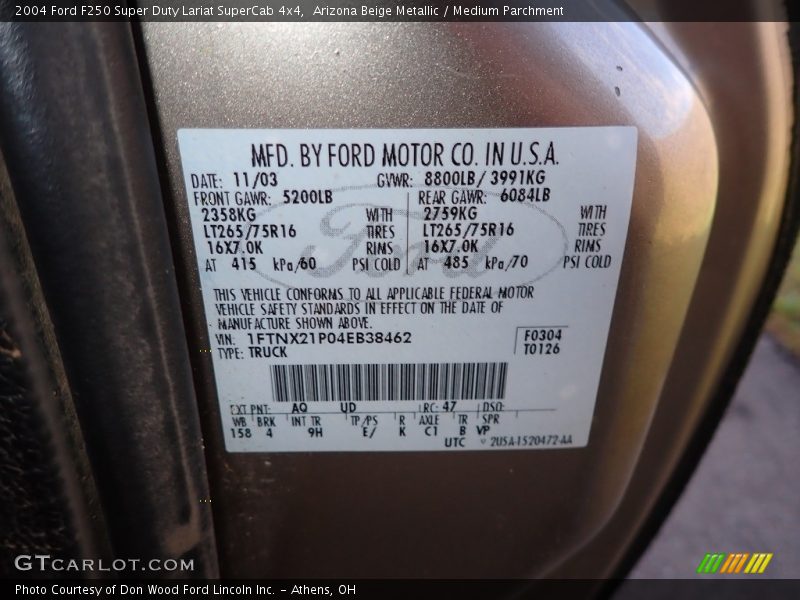 2004 Ford F250 Super Duty Lariat SuperCab 4x4,  Arizona Beige Metallic / Medium Parchment
MFD. BY FORD MOTOR CO. IN U.S.A.
DATE: 11/03 GVWR: 8800LB/ 3991KG
FRONT GAWR: 5200LB REAR GAWR: 6084LB
2358KG WITH 2759KG WITH
LT265/75R16 TIRES LT265/75R16 TIRES
16X7.0K RIMS 16X7.0K RIMS
AT 415 kPa/60 PSI COLD AT 485 kPa/70 PSI COLD
Ford
THIS VEHICLE CONFORMS TO ALL APPLICABLE FEDERAL MOTOR
VEHICLE SAFETY STANDARDS IN EFFECT ON THE DATE OF
MANUFACTURE SHOWN ABOVE.
VIN: 1FTNX21P04EB38462 F0304
TYPE: TRUCK T0126
EXT PNT: AQ UD RC: 47 DSO:
WB BRK INT TR TP/PS R AXLE TR SPR
158 4 9H E/ K C1 B VP
UTC 2U5A-1520472-AA
GTCARLOT.COM
Photo Courtesy of Don Wood Ford Lincoln Inc. - Athens, OH